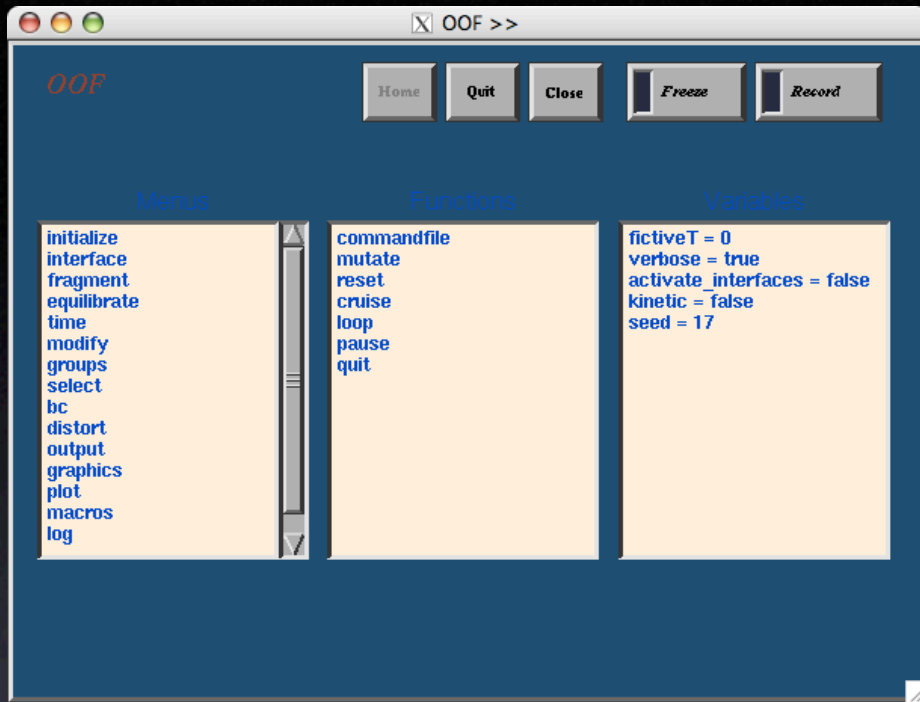 X OOF >>
OOF
Home Quit Close Freeze Record
Menus
initialize
interface
fragment
equilibrate
time
modify
groups
select
bc
distort
output
graphics
plot
macros
log
Functions
commandfile
mutate
reset
cruise
loop
pause
quit
Variables
fictiveT = 0
verbose = true
activate_interfaces = false
kinetic = false
seed = 17